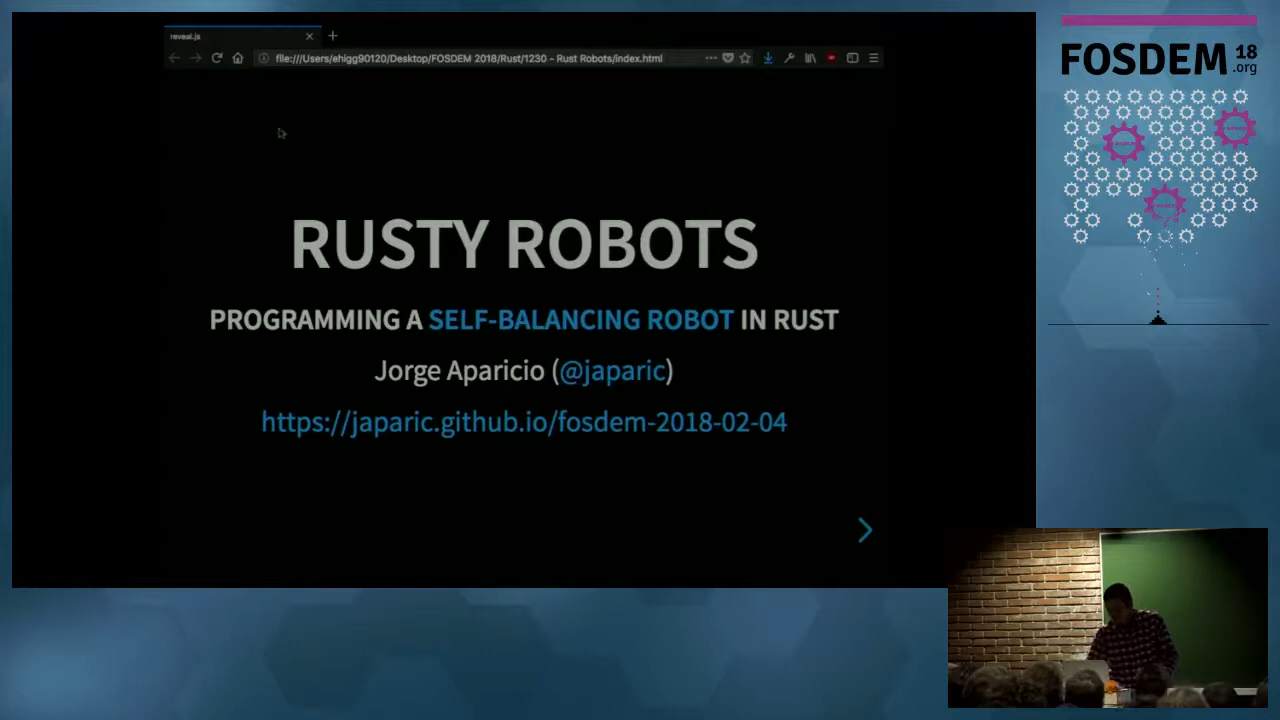 reveal.js
file:///Users/ehigg90120/Desktop/FOSDEM 2018/Rust/1230 - Rust Robots/index.html
RUSTY ROBOTS
PROGRAMMING A SELF-BALANCING ROBOT IN RUST
Jorge Aparicio (@japaric)
https://japaric.github.io/fosdem-2018-02-04
FOSDEM 18
.org